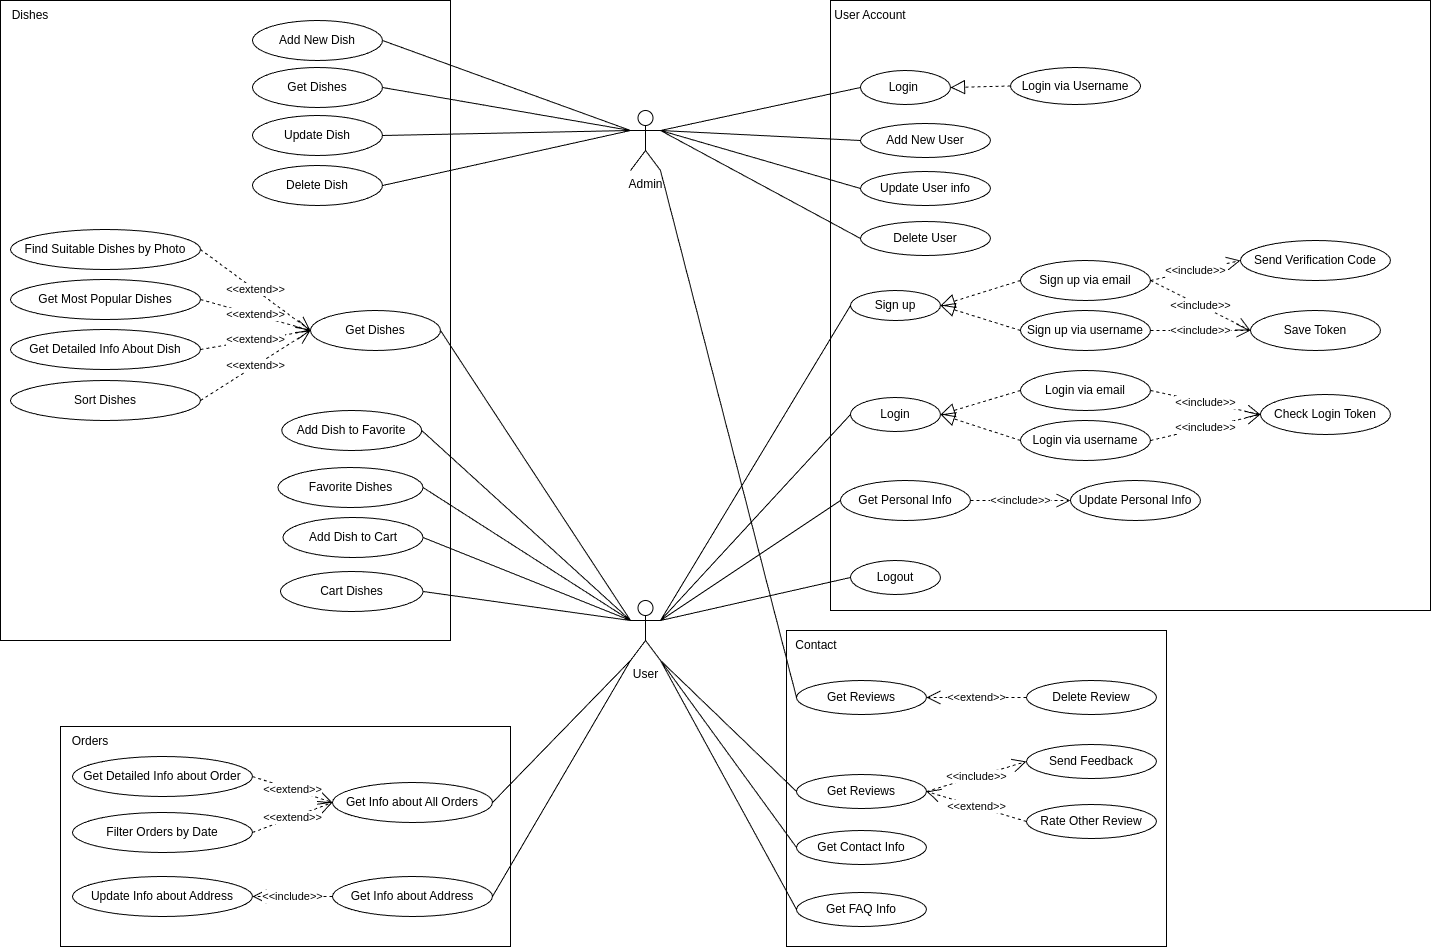 Dishes
Add New Dish
Get Dishes
Update Dish
Delete Dish
Find Suitable Dishes by Photo
Get Most Popular Dishes
Get Detailed Info About Dish
Sort Dishes
<<extend>>
<<extend>>
<<extend>>
<<extend>>
Get Dishes
Add Dish to Favorite
Favorite Dishes
Add Dish to Cart
Cart Dishes
Admin
User
User Account
Login
Login via Username
Add New User
Update User info
Delete User
Sign up
Sign up via email
Sign up via username
<<include>>
<<include>>
<<include>>
Send Verification Code
Save Token
Login
Login via email
Login via username
<<include>>
<<include>>
Check Login Token
Get Personal Info
<<include>>
Update Personal Info
Logout
Orders
Get Detailed Info about Order
Filter Orders by Date
<<extend>>
<<extend>>
Get Info about All Orders
Update Info about Address
<<include>>
Get Info about Address
Contact
Get Reviews
<<extend>>
Delete Review
Get Reviews
<<include>>
<<extend>>
Send Feedback
Rate Other Review
Get Contact Info
Get FAQ Info